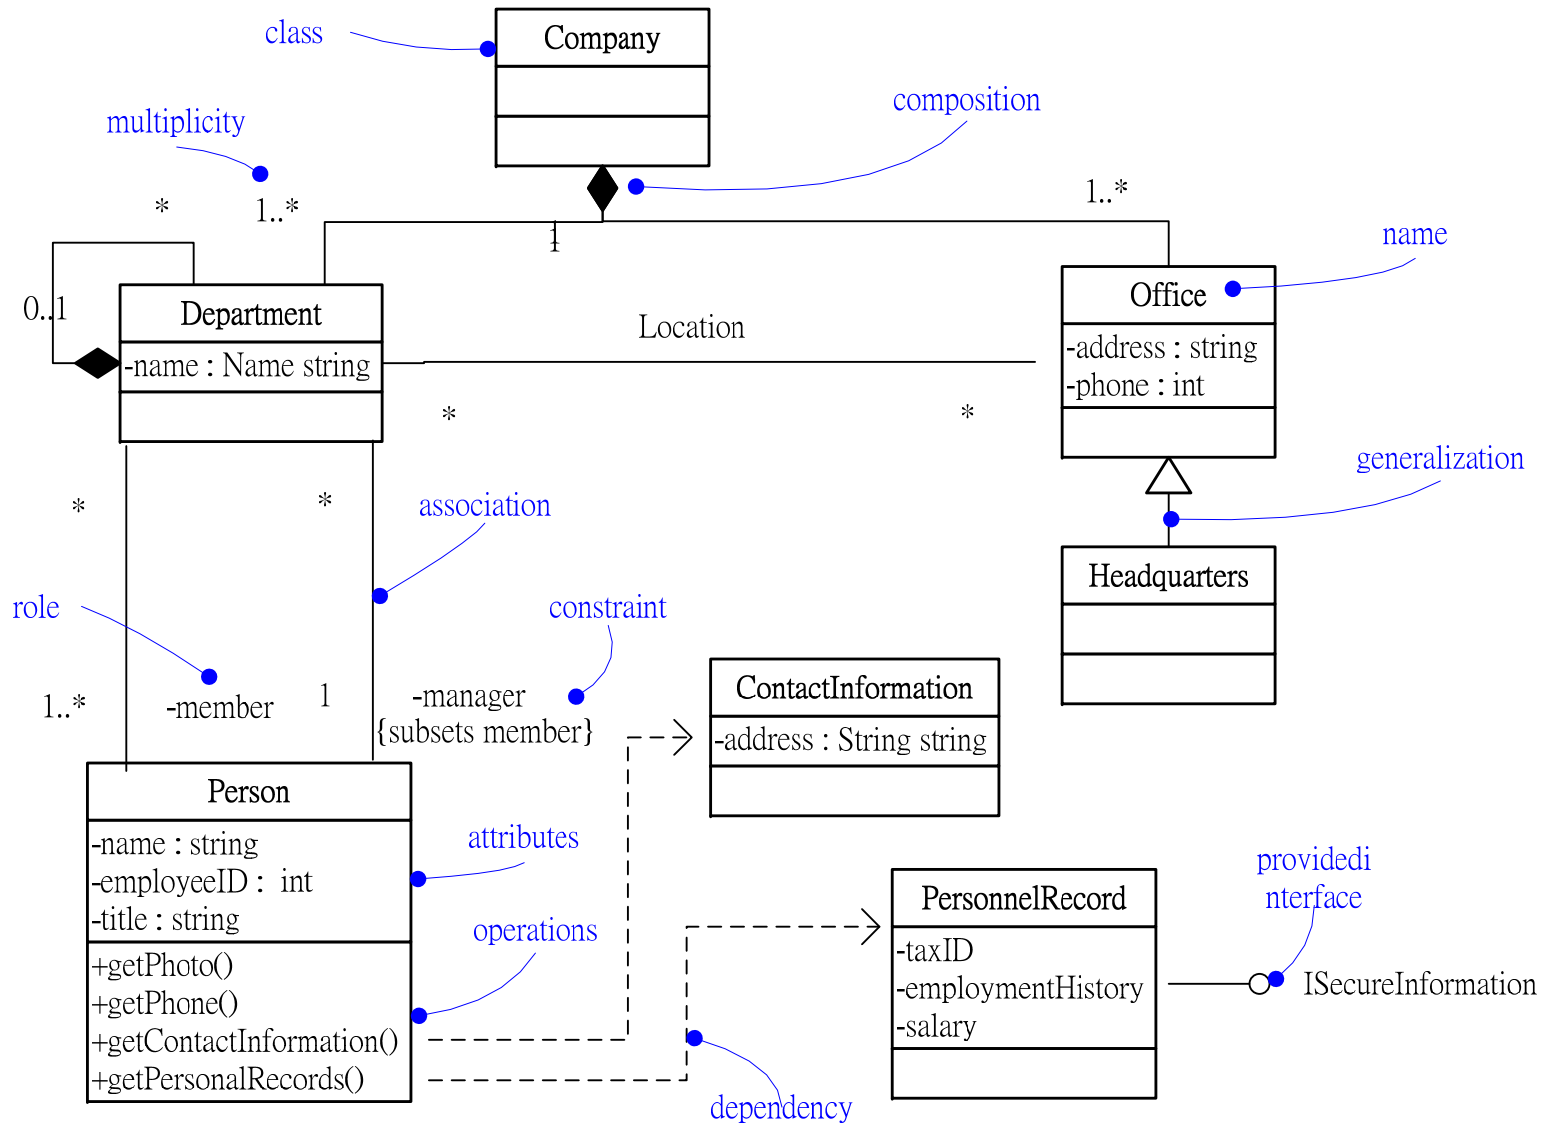 class
Company
composition
multiplicity
*
1..*
1
1..*
name
0..1
Department
-name : Name string
Location
Office
-address : string
-phone : int
*
*
generalization
*
*
association
Headquarters
role
constraint
1..*
-member
1
-manager
{subsets member}
ContactInformation
-address : String string
Person
-name : string
-employeeID : int
-title : string
attributes
operations
+getPhoto()
+getPhone()
+getContactInformation()
+getPersonalRecords()
dependency
PersonnelRecord
-taxID
-employmentHistory
-salary
providedi
nterface
ISecureInformation